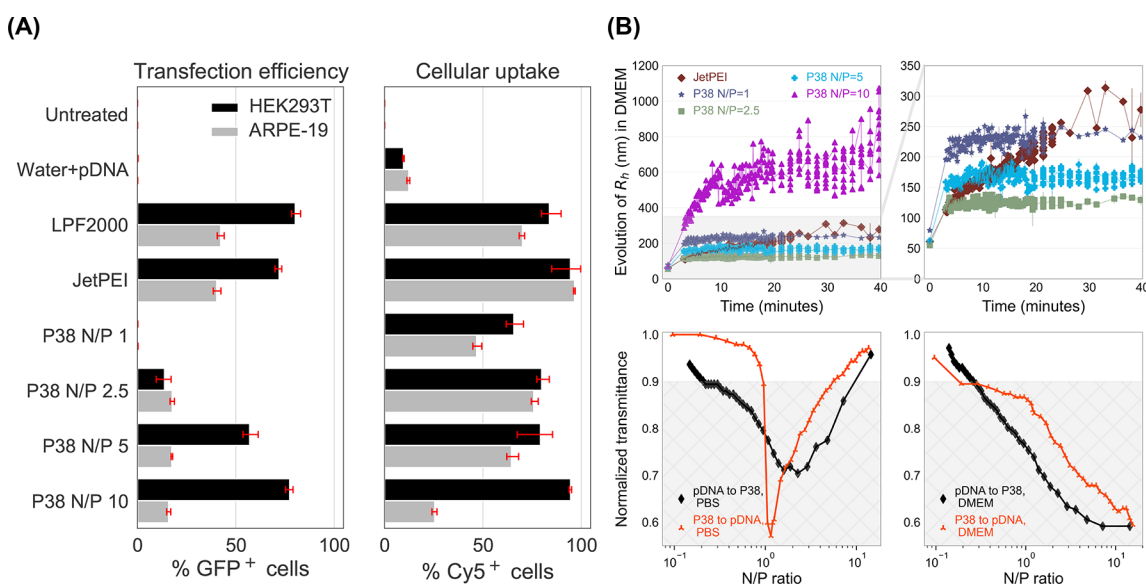 (A)
(B)
Transfection efficiency
Cellular uptake
HEK293T
ARPE-19
Untreated
Water+pDNA
LPF2000
JetPEI
P38 N/P 1
P38 N/P 2.5
P38 N/P 5
P38 N/P 10
0
50
100
0
50
100
% GFP+ cells
% Cy5+ cells
Evolution of Rh (nm) in DMEM
1200
1000
800
600
400
200
0
JetPEI
P38 N/P=1
P38 N/P=2.5
P38 N/P=5
P38 N/P=10
0
10
20
30
40
Time (minutes)
350
300
250
200
150
100
50
0
10
20
30
40
Time (minutes)
Normalized transmittance
1.0
0.9
0.8
0.7
0.6
pDNA to P38,
PBS
P38 to pDNA,
PBS
10−1
100
101
N/P ratio
1.0
0.9
0.8
0.7
0.6
pDNA to P38,
DMEM
P38 to pDNA,
DMEM
10−1
100
101
N/P ratio